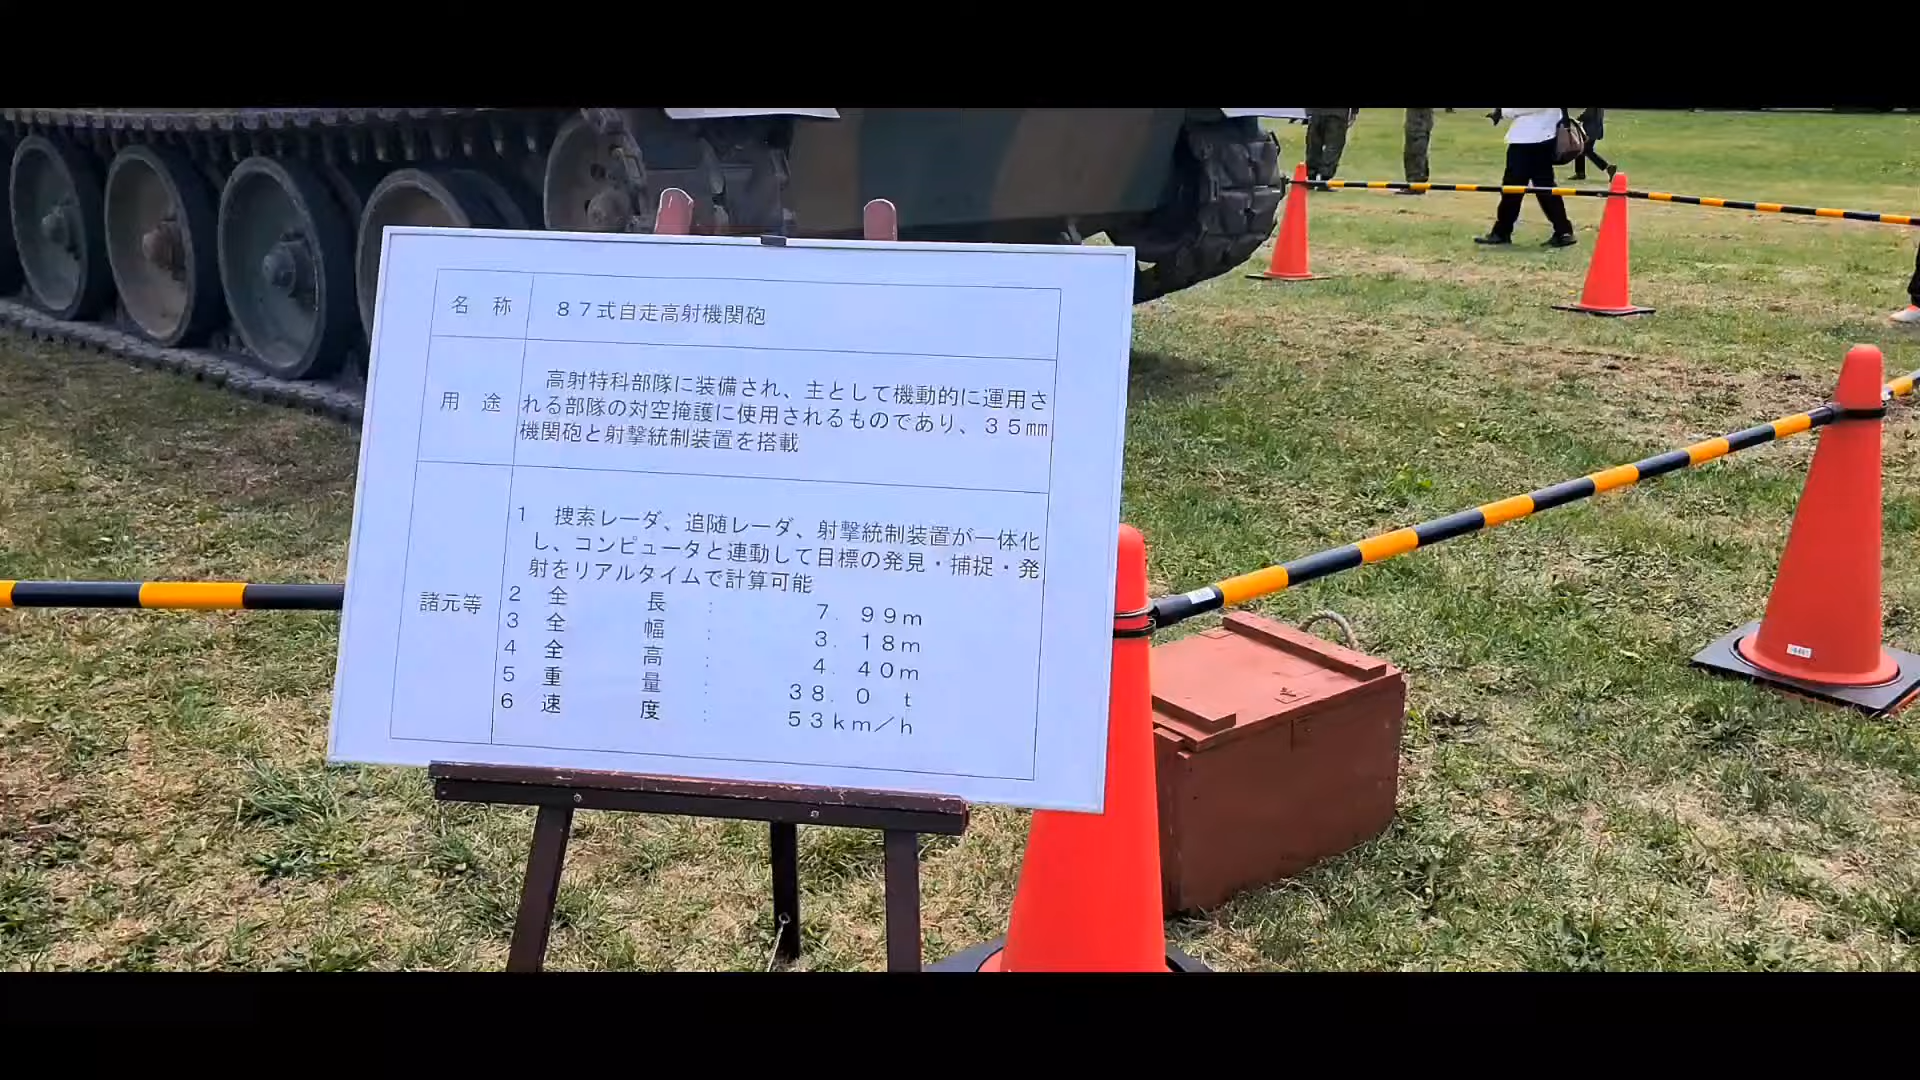 名 称 87式自走高射機関砲
用 途 高射特科部隊に装備され、主として機動的に運用さ
れる部隊の対空掩護に使用されるものであり、35㎜
機関砲と射撃統制装置を搭載
諸元等
1 捜索レーダ、追随レーダ、射撃統制装置が一体化
し、コンピュータと連動して目標の発見・捕捉・発
射をリアルタイムで計算可能
2 全 長 : 7.99m
3 全 幅 : 3.18m
4 全 高 : 4.40m
5 重 量 : 38.0 t
6 速 度 : 53km/h